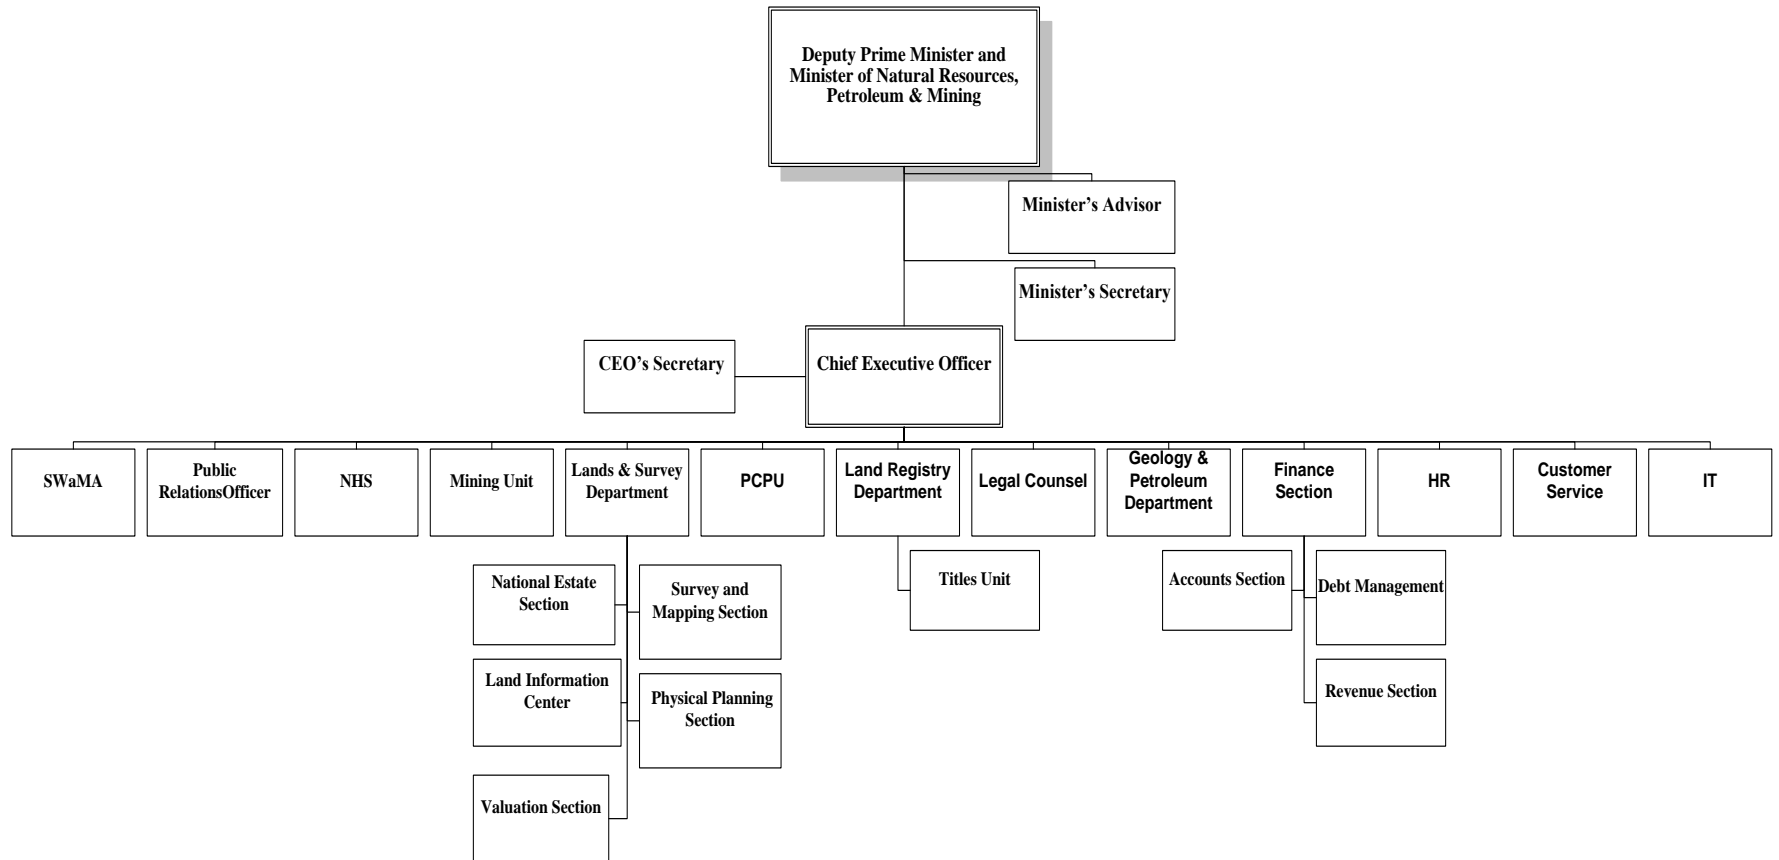 Deputy Prime Minister and
Minister of Natural Resources,
Petroleum & Mining
Minister’s Advisor
Minister’s Secretary
CEO’s Secretary
Chief Executive Officer
SWaMA
Public
RelationsOfficer
NHS
Mining Unit
Lands & Survey
Department
PCPU
Land Registry
Department
Legal Counsel
Geology &
Petroleum
Department
Finance
Section
HR
Customer
Service
IT
National Estate
Section
Survey and
Mapping Section
Titles Unit
Accounts Section
Debt Management
Land Information
Center
Physical Planning
Section
Revenue Section
Valuation Section